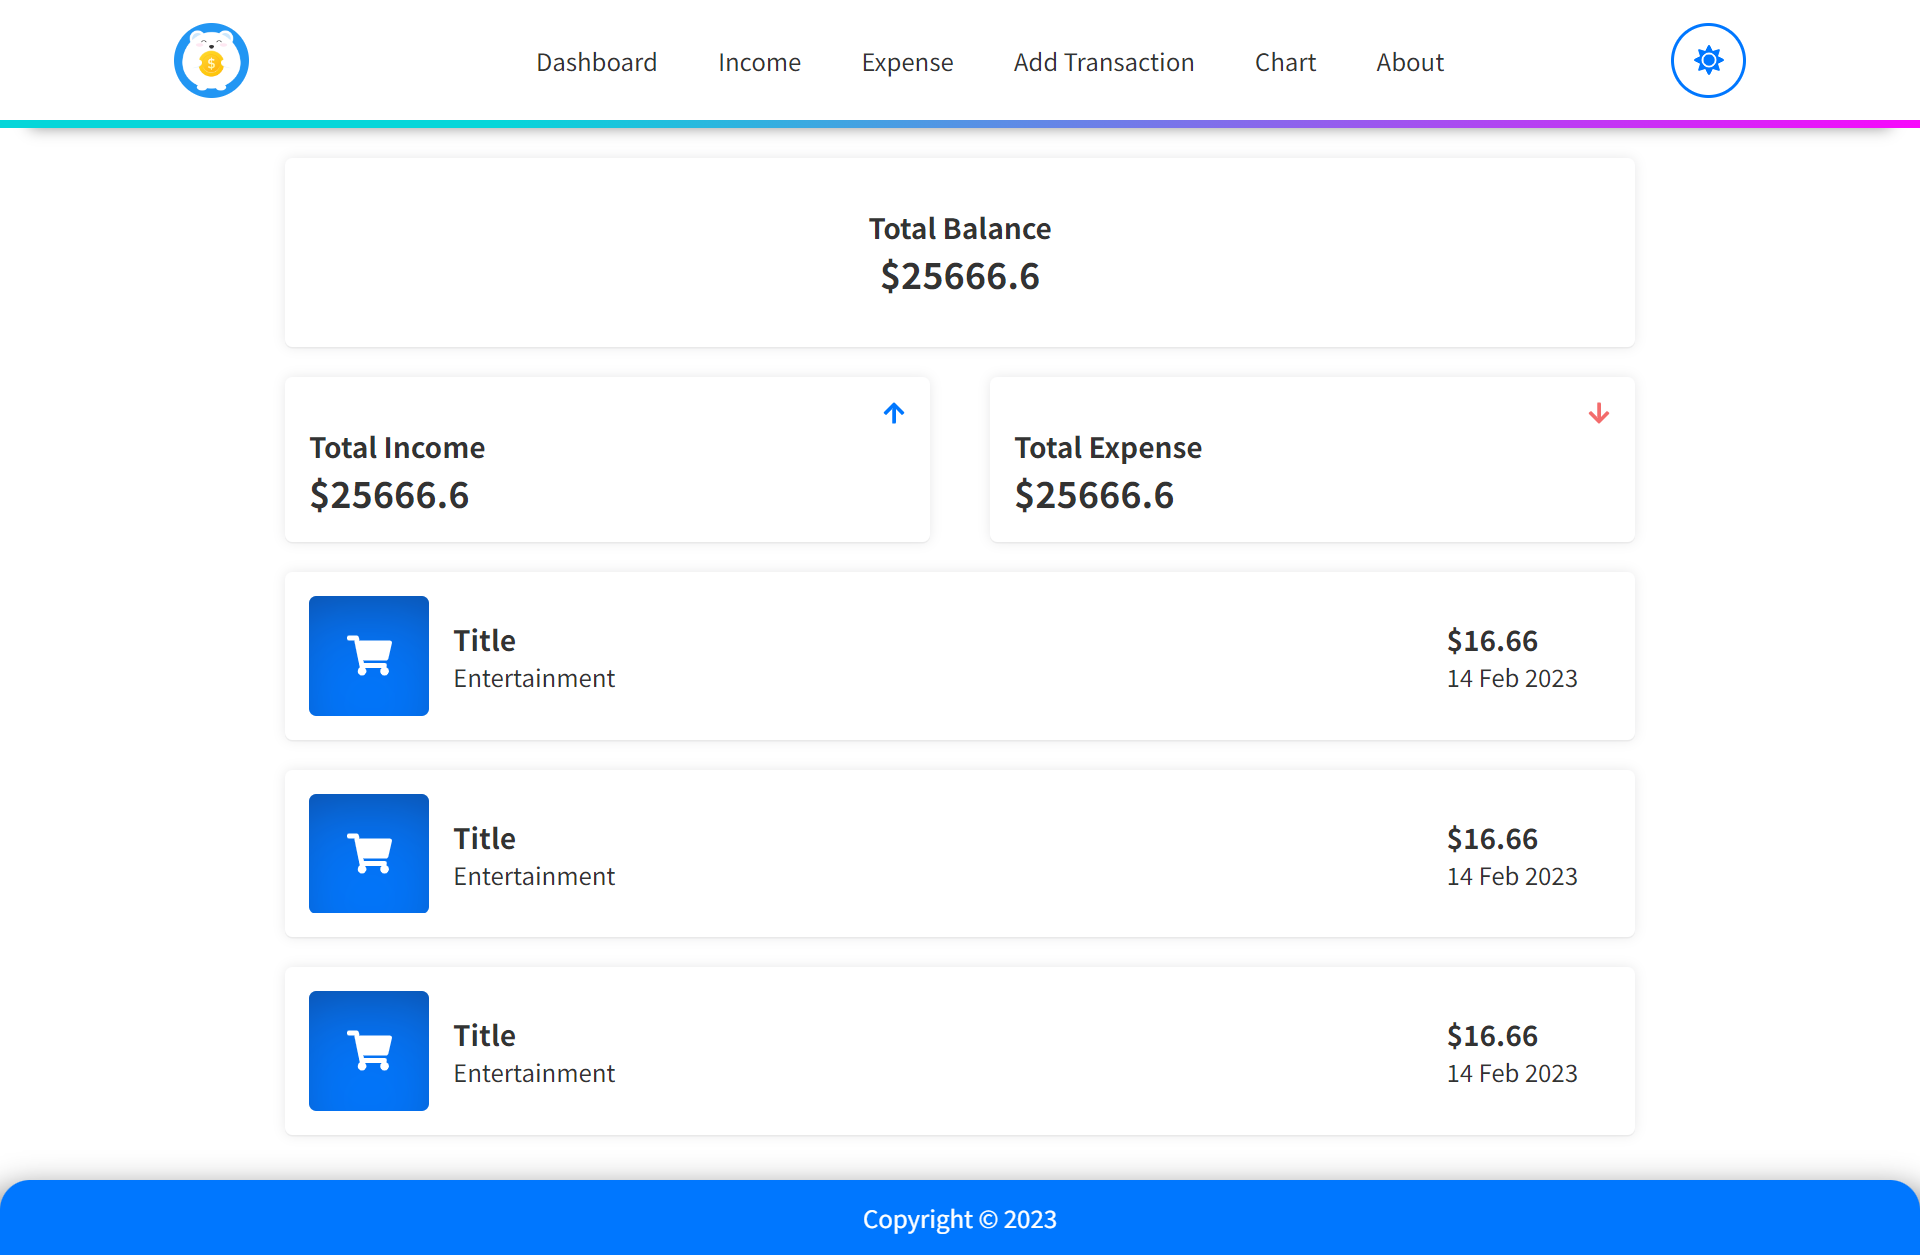 Dashboard Income Expense Add Transaction Chart About
Total Balance
$25666.6
Total Income
$25666.6
Total Expense
$25666.6
Title
Entertainment
$16.66
14 Feb 2023
Title
Entertainment
$16.66
14 Feb 2023
Title
Entertainment
$16.66
14 Feb 2023
Copyright © 2023